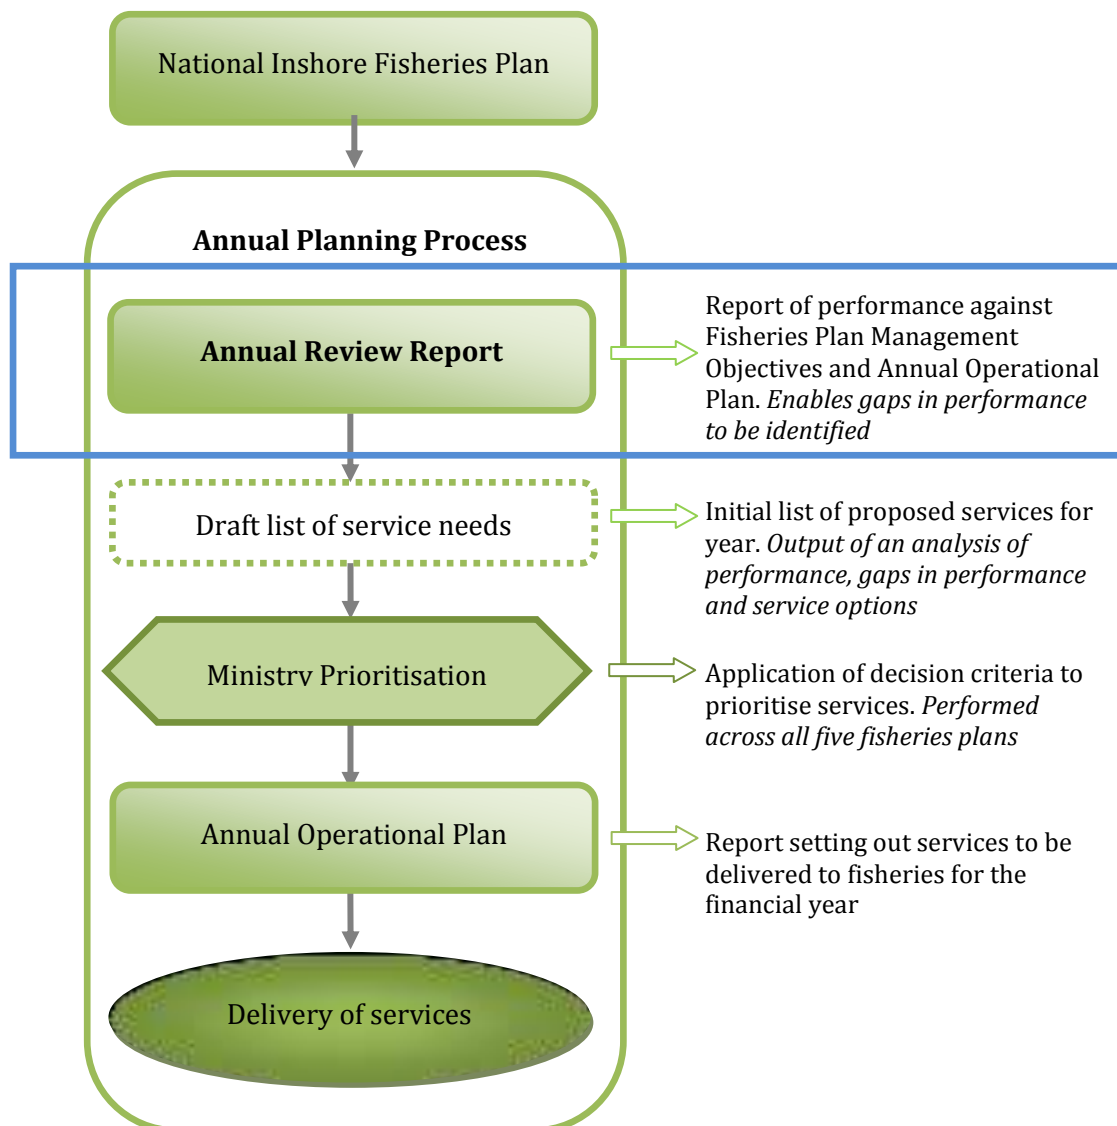 National Inshore Fisheries Plan
Annual Planning Process
Annual Review Report
Report of performance against
Fisheries Plan Management
Objectives and Annual Operational
Plan. Enables gaps in performance
to be identified
Draft list of service needs
Initial list of proposed services for
year. Output of an analysis of
performance, gaps in performance
and service options
Ministry Prioritisation
Application of decision criteria to
prioritise services. Performed
across all five fisheries plans
Annual Operational Plan
Report setting out services to be
delivered to fisheries for the
financial year
Delivery of services